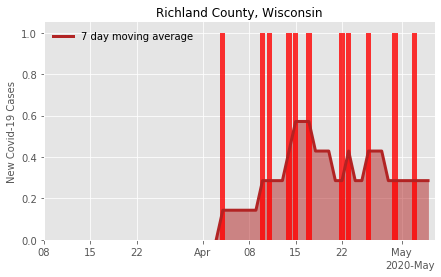 Richland County, Wisconsin
7 day moving average
New Covid-19 Cases
1.0
0.8
0.6
0.4
0.2
0.0
08 15 22 Apr 08 15 22 May
2020-May